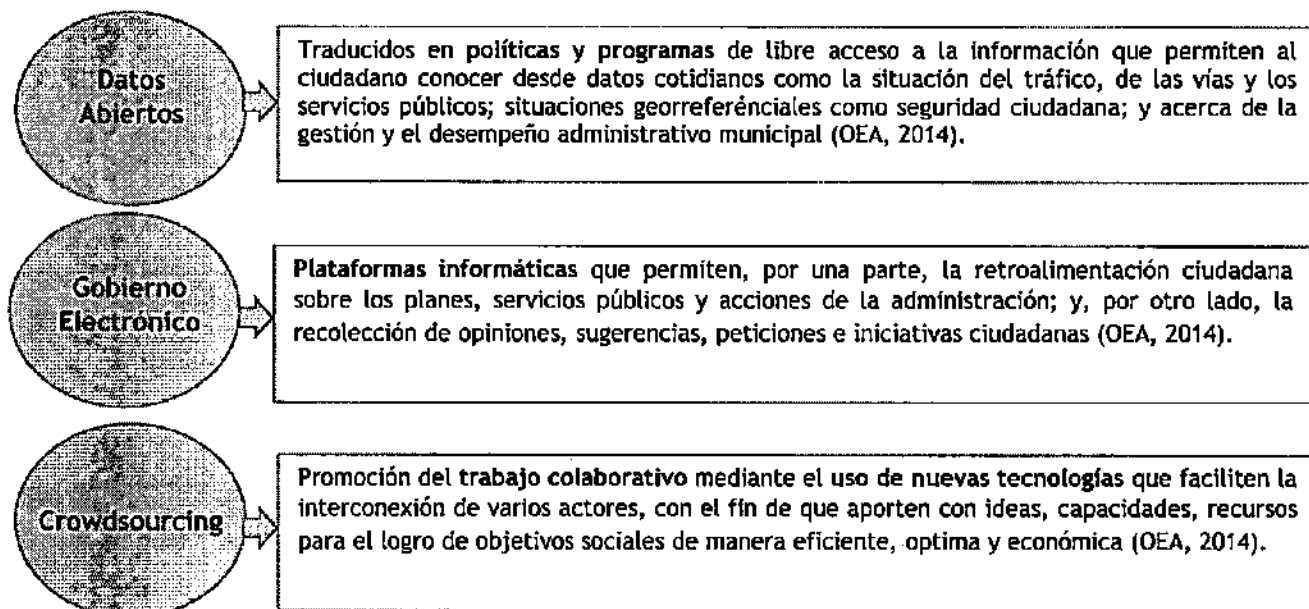 Datos
Abiertos
Traducidos en políticas y programas de libre acceso a la información que permiten al
ciudadano conocer desde datos cotidianos como la situación del tráfico, de las vías y los
servicios públicos; situaciones georreferénciales como seguridad ciudadana; y acerca de la
gestión y el desempeño administrativo municipal (OEA, 2014).
Gobierno
Electrónico
Plataformas informáticas que permiten, por una parte, la retroalimentación ciudadana
sobre los planes, servicios públicos y acciones de la administración; y, por otro lado, la
recolección de opiniones, sugerencias, peticiones e iniciativas ciudadanas (OEA, 2014).
Crowdsourcing
Promoción del trabajo colaborativo mediante el uso de nuevas tecnologías que faciliten la
interconexión de varios actores, con el fin de que aporten con ideas, capacidades, recursos
para el logro de objetivos sociales de manera eficiente, optima y económica (OEA, 2014).